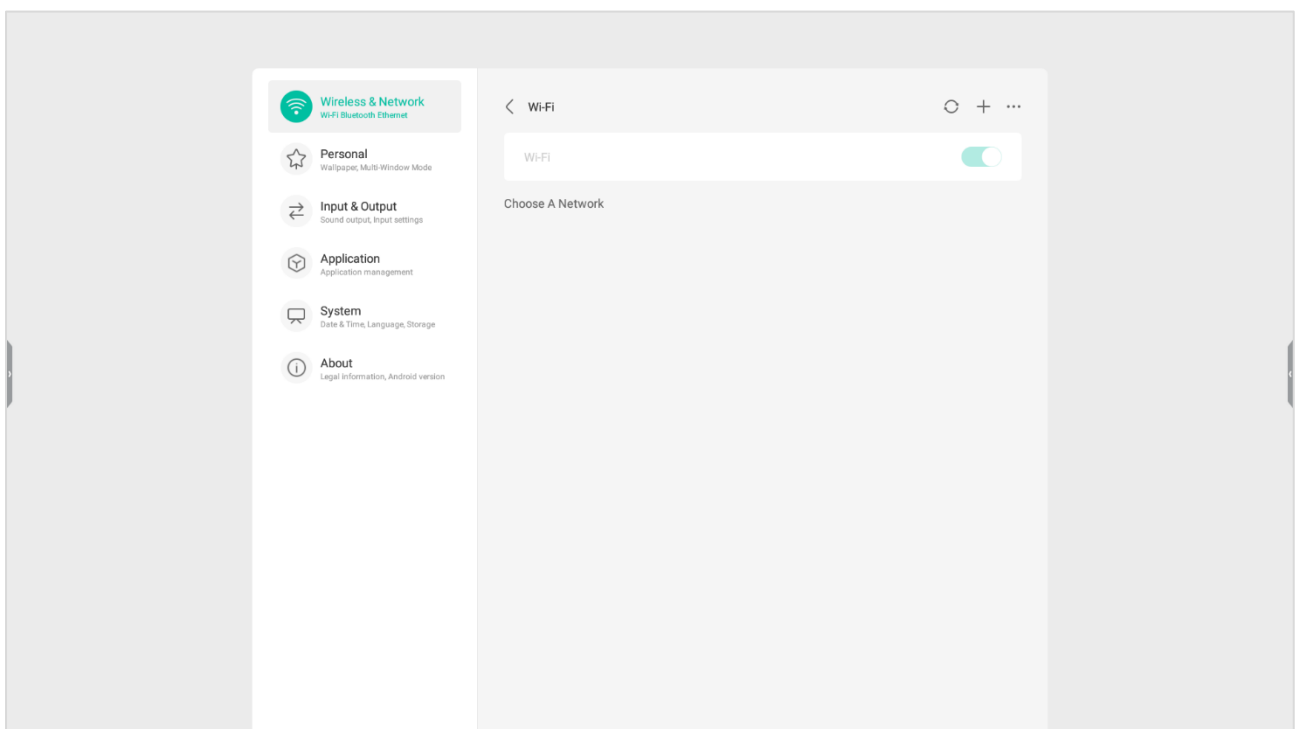 Wireless & Network
Wi-Fi Bluetooth Ethernet
Personal
Wallpaper, Multi-Window Mode
Input & Output
Sound output, Input settings
Application
Application management
System
Date & Time, Language, Storage
About
Legal information, Android version
Wi-Fi
Wi-Fi
Choose A Network